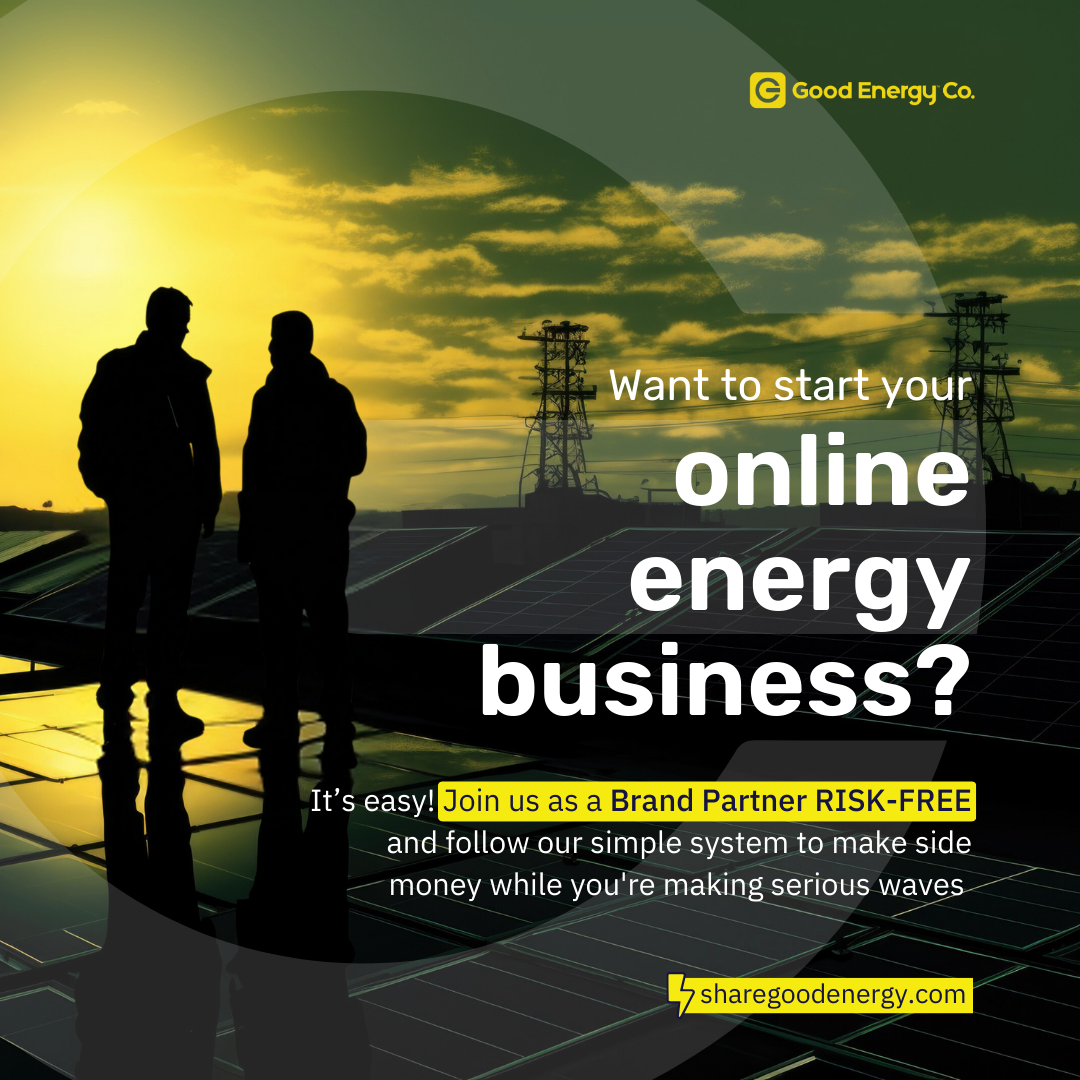 Good Energy Co.
Want to start your
online
energy
business?
It’s easy! Join us as a Brand Partner RISK-FREE
and follow our simple system to make side
money while you're making serious waves
sharegoodenergy.com